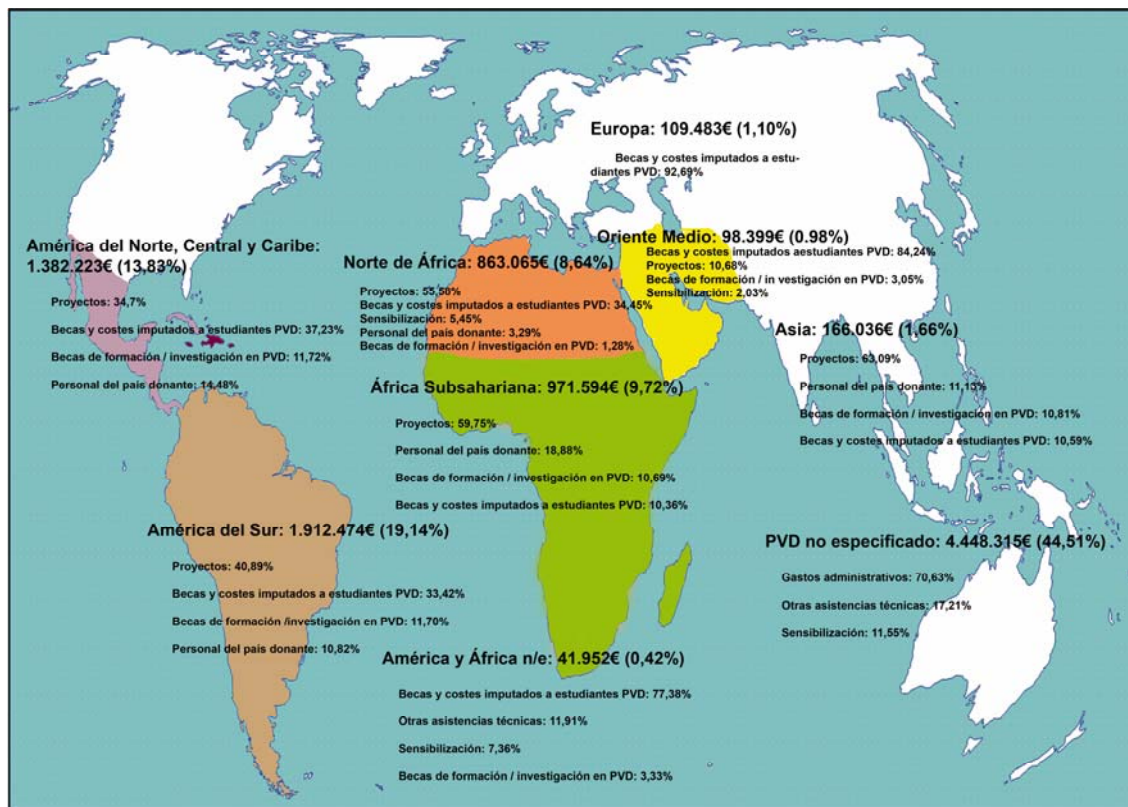 Europa: 109.483€ (1,10%)
Becas y costes imputados a estu-
diantes PVD: 92,69%
América del Norte, Central y Caribe:
1.382.223€ (13,83%)
Proyectos: 34,7%
Becas y costes imputados a estudiantes PVD: 37,23%
Becas de formación / investigación en PVD: 11,72%
Personal del país donante: 14,48%
Norte de África: 863.065€ (8,64%)
Proyectos: 55,50%
Becas y costes imputados a estudiantes PVD: 34,45%
Sensibilización: 5,45%
Personal del país donante: 3,29%
Becas de formación / investigación en PVD: 1,28%
Oriente Medio: 98.399€ (0.98%)
Becas y costes imputados aestudiantes PVD: 84,24%
Proyectos: 10,68%
Becas de formación / in vestigación en PVD: 3,05%
Sensibilización: 2,03%
Asia: 166.036€ (1,66%)
Proyectos: 63,09%
Personal del país donante: 11,13%
Becas de formación / investigación en PVD: 10,81%
Becas y costes imputados a estudiantes PVD: 10,59%
África Subsahariana: 971.594€ (9,72%)
Proyectos: 59,75%
Personal del país donante: 18,88%
Becas de formación / investigación en PVD: 10,69%
Becas y costes imputados a estudiantes PVD: 10,36%
América del Sur: 1.912.474€ (19,14%)
Proyectos: 40,89%
Becas y costes imputados a estudiantes PVD: 33,42%
Becas de formación /investigación en PVD: 11,70%
Personal del país donante: 10,82%
PVD no especificado: 4.448.315€ (44,51%)
Gastos administrativos: 70,63%
Otras asistencias técnicas: 17,21%
Sensibilización: 11,55%
América y África n/e: 41.952€ (0,42%)
Becas y costes imputados a estudiantes PVD: 77,38%
Otras asistencias técnicas: 11,91%
Sensibilización: 7,36%
Becas de formación / investigación en PVD: 3,33%